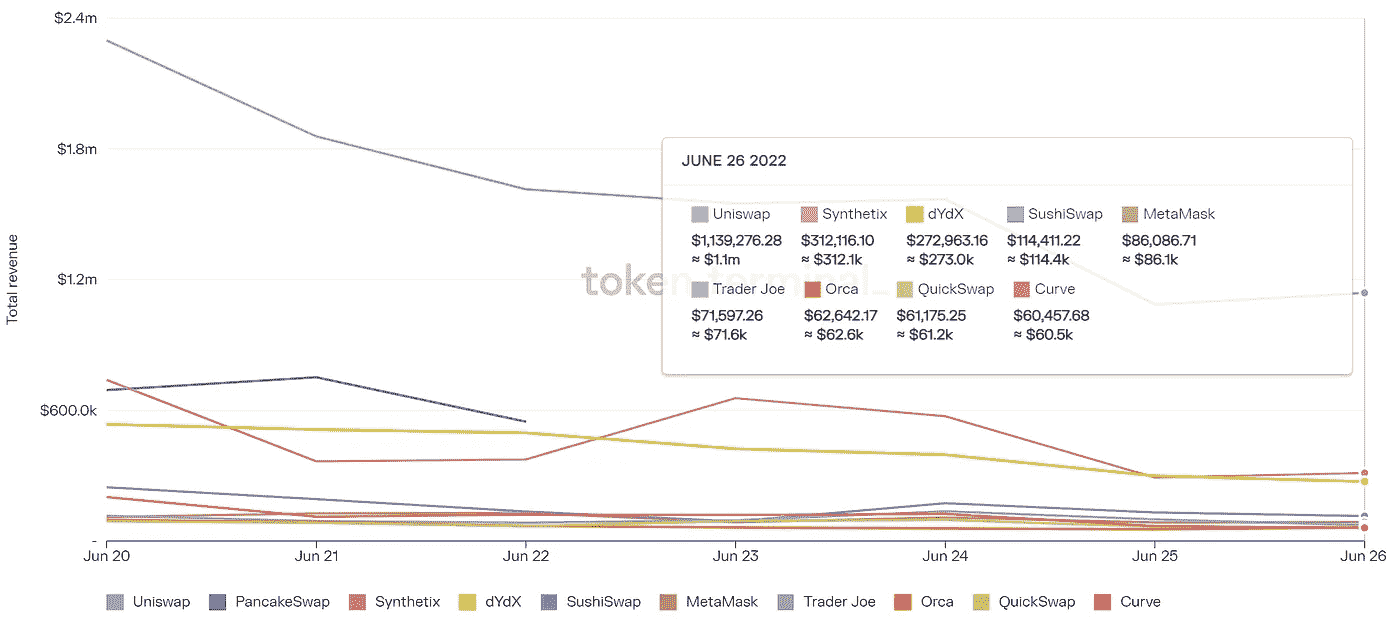 $2.4m
$1.8m
$1.2m
$600.0k
-
Total revenue
token terminal_
JUNE 26 2022
Uniswap Synthetix dYdX SushiSwap MetaMask
$1,139,276.28 $312,116.10 $272,963.16 $114,411.22 $86,086.71
≈ $1.1m ≈ $312.1k ≈ $273.0k ≈ $114.4k ≈ $86.1k
Trader Joe Orca QuickSwap Curve
$71,597.26 $62,642.17 $61,175.25 $60,457.68
≈ $71.6k ≈ $62.6k ≈ $61.2k ≈ $60.5k
Jun 20 Jun 21 Jun 22 Jun 23 Jun 24 Jun 25 Jun 26
Uniswap PancakeSwap Synthetix dYdX SushiSwap MetaMask Trader Joe Orca QuickSwap Curve